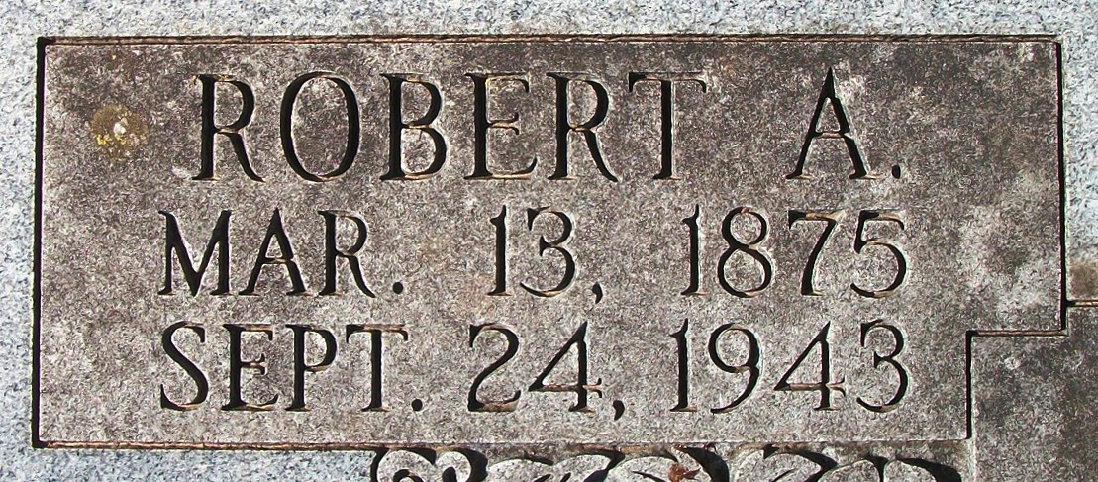 ROBERT A.
MAR. 13, 1875
SEPT. 24, 1943